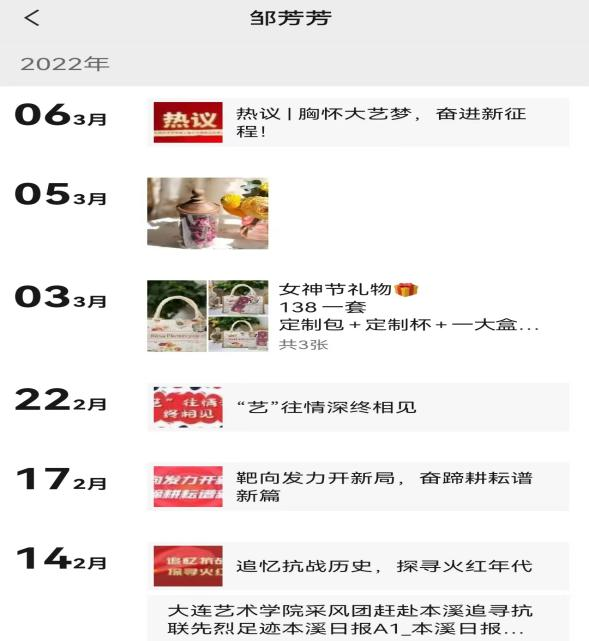 邹芳芳
2022年
06 3月
热议
热议 | 胸怀大艺梦，奋进新征
程！
05 3月
03 3月
女神节礼物🎁
138 一套
定制包＋定制杯＋一大盒…
共3张
22 2月
往情
终相见
“艺”往情深终相见
17 2月
向发力开新
蹄耕耘谱新
靶向发力开新局，奋蹄耕耘谱
新篇
14 2月
追忆抗战
探寻火红
追忆抗战历史，探寻火红年代
大连艺术学院采风团赶赴本溪追寻抗
联先烈足迹本溪日报A1_本溪日报…